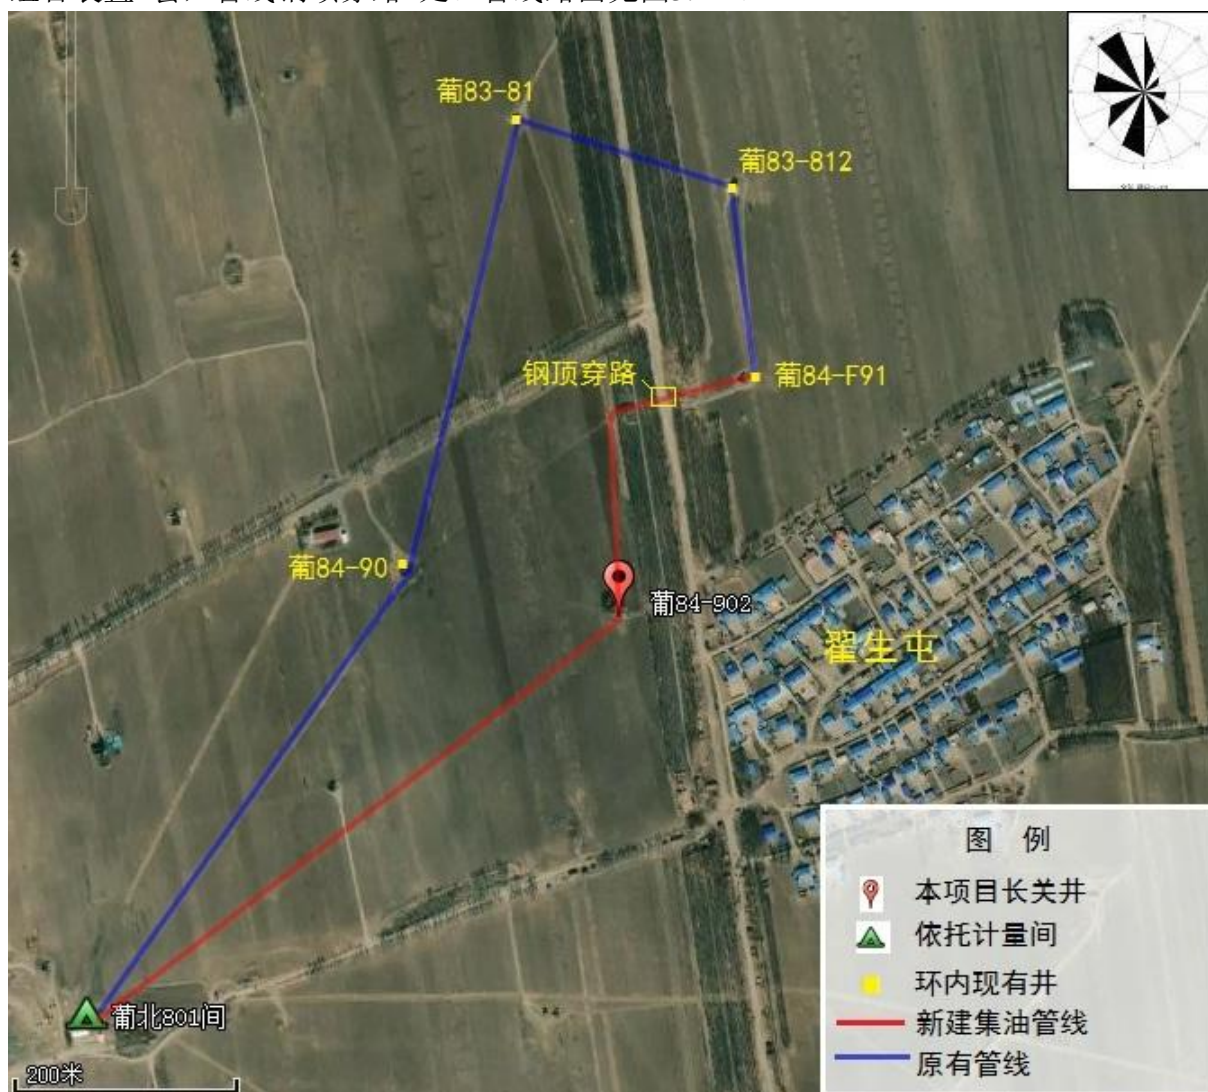 葡83-81
葡83-812
钢顶穿路
葡84-F91
葡84-90
葡84-902
翟生屯
葡北801间
200米
图 例
本项目长关井
依托计量间
环内现有井
新建集油管线
原有管线